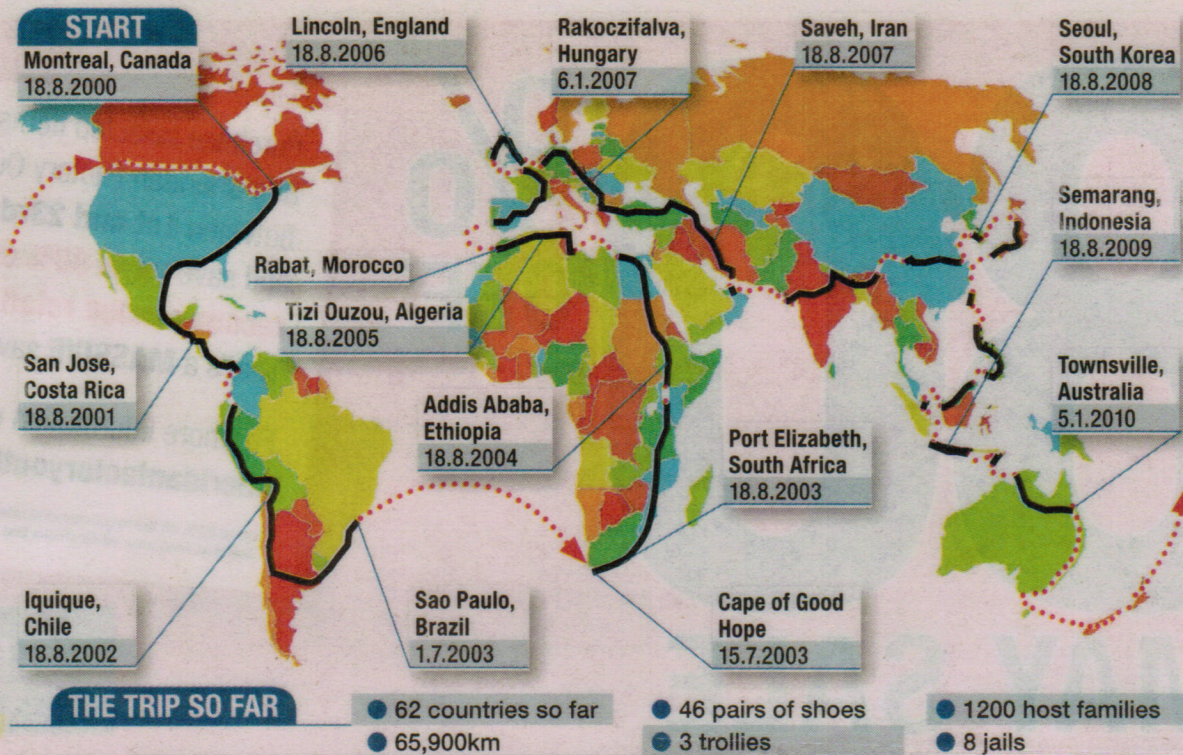 START
Montreal, Canada
18.8.2000
Lincoln, England
18.8.2006
Rakoczifalva,
Hungary
6.1.2007
Saveh, Iran
18.8.2007
Seoul,
South Korea
18.8.2008
Semarang,
Indonesia
18.8.2009
Rabat, Morocco
Tizi Ouzou, Algeria
18.8.2005
San Jose,
Costa Rica
18.8.2001
Addis Ababa,
Ethiopia
18.8.2004
Port Elizabeth,
South Africa
18.8.2003
Townsville,
Australia
5.1.2010
Iquique,
Chile
18.8.2002
Sao Paulo,
Brazil
1.7.2003
Cape of Good
Hope
15.7.2003
THE TRIP SO FAR
62 countries so far
65,900km
46 pairs of shoes
3 trollies
1200 host families
8 jails